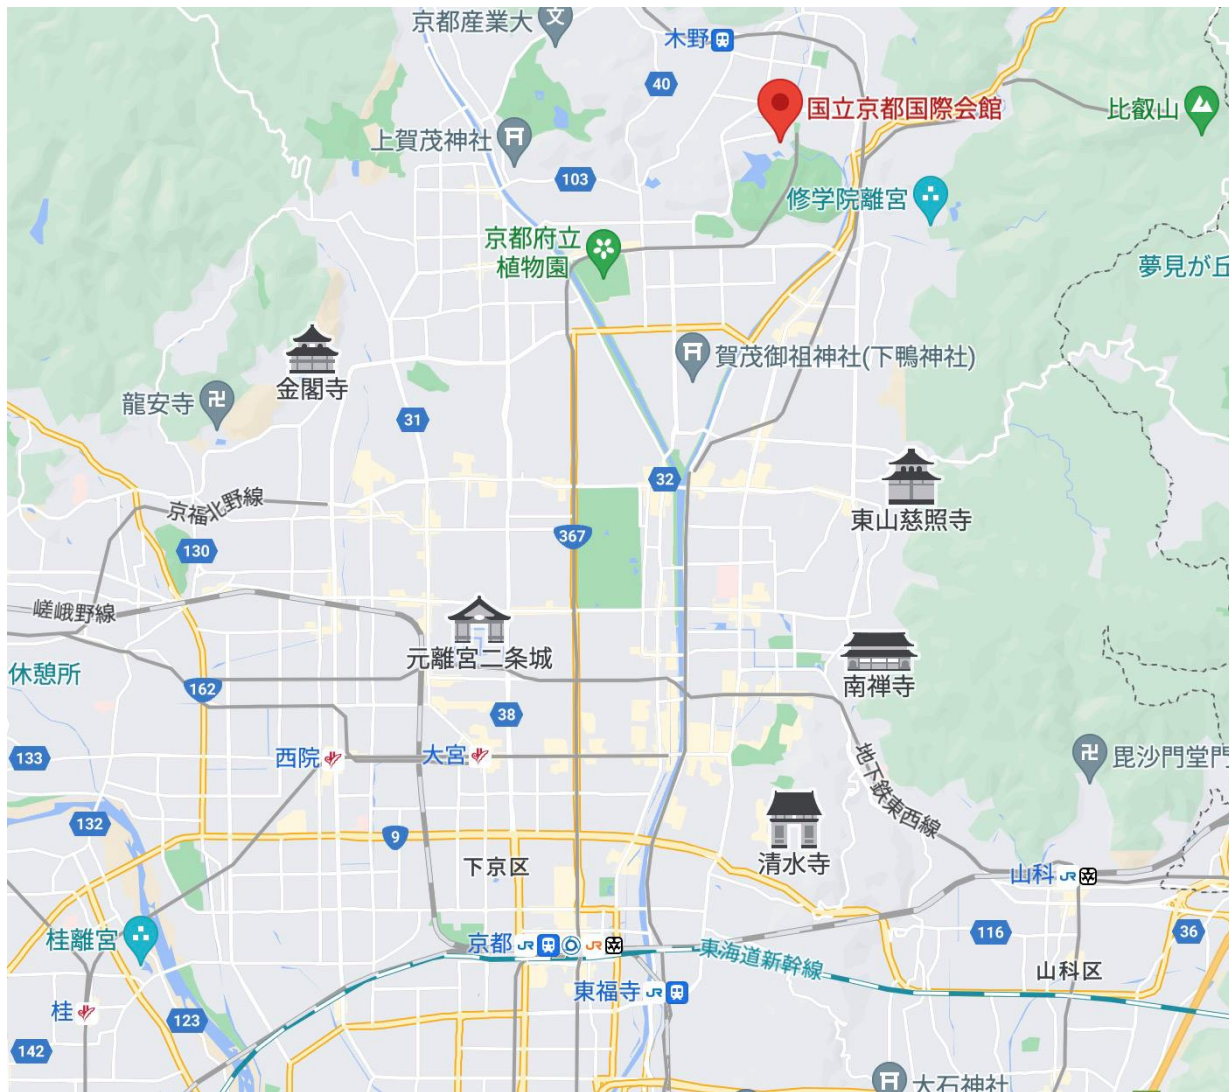 京都産業大
木野
40
国立京都国際会館
比叡山
上賀茂神社
103
修学院離宮
京都府立
植物園
夢見が丘
賀茂御祖神社(下鴨神社)
金閣寺
龍安寺
31
32
京福北野線
東山慈照寺
367
130
嵯峨野線
元離宮二条城
休憩所
南禅寺
162
38
133
西院
大宮
地下鉄東西線
毘沙門堂門
132
9
下京区
清水寺
山科 JR
桂離宮
京都 JR JR
116
36
東海道新幹線
山科区
東福寺 JR
桂
123
142
大石神社